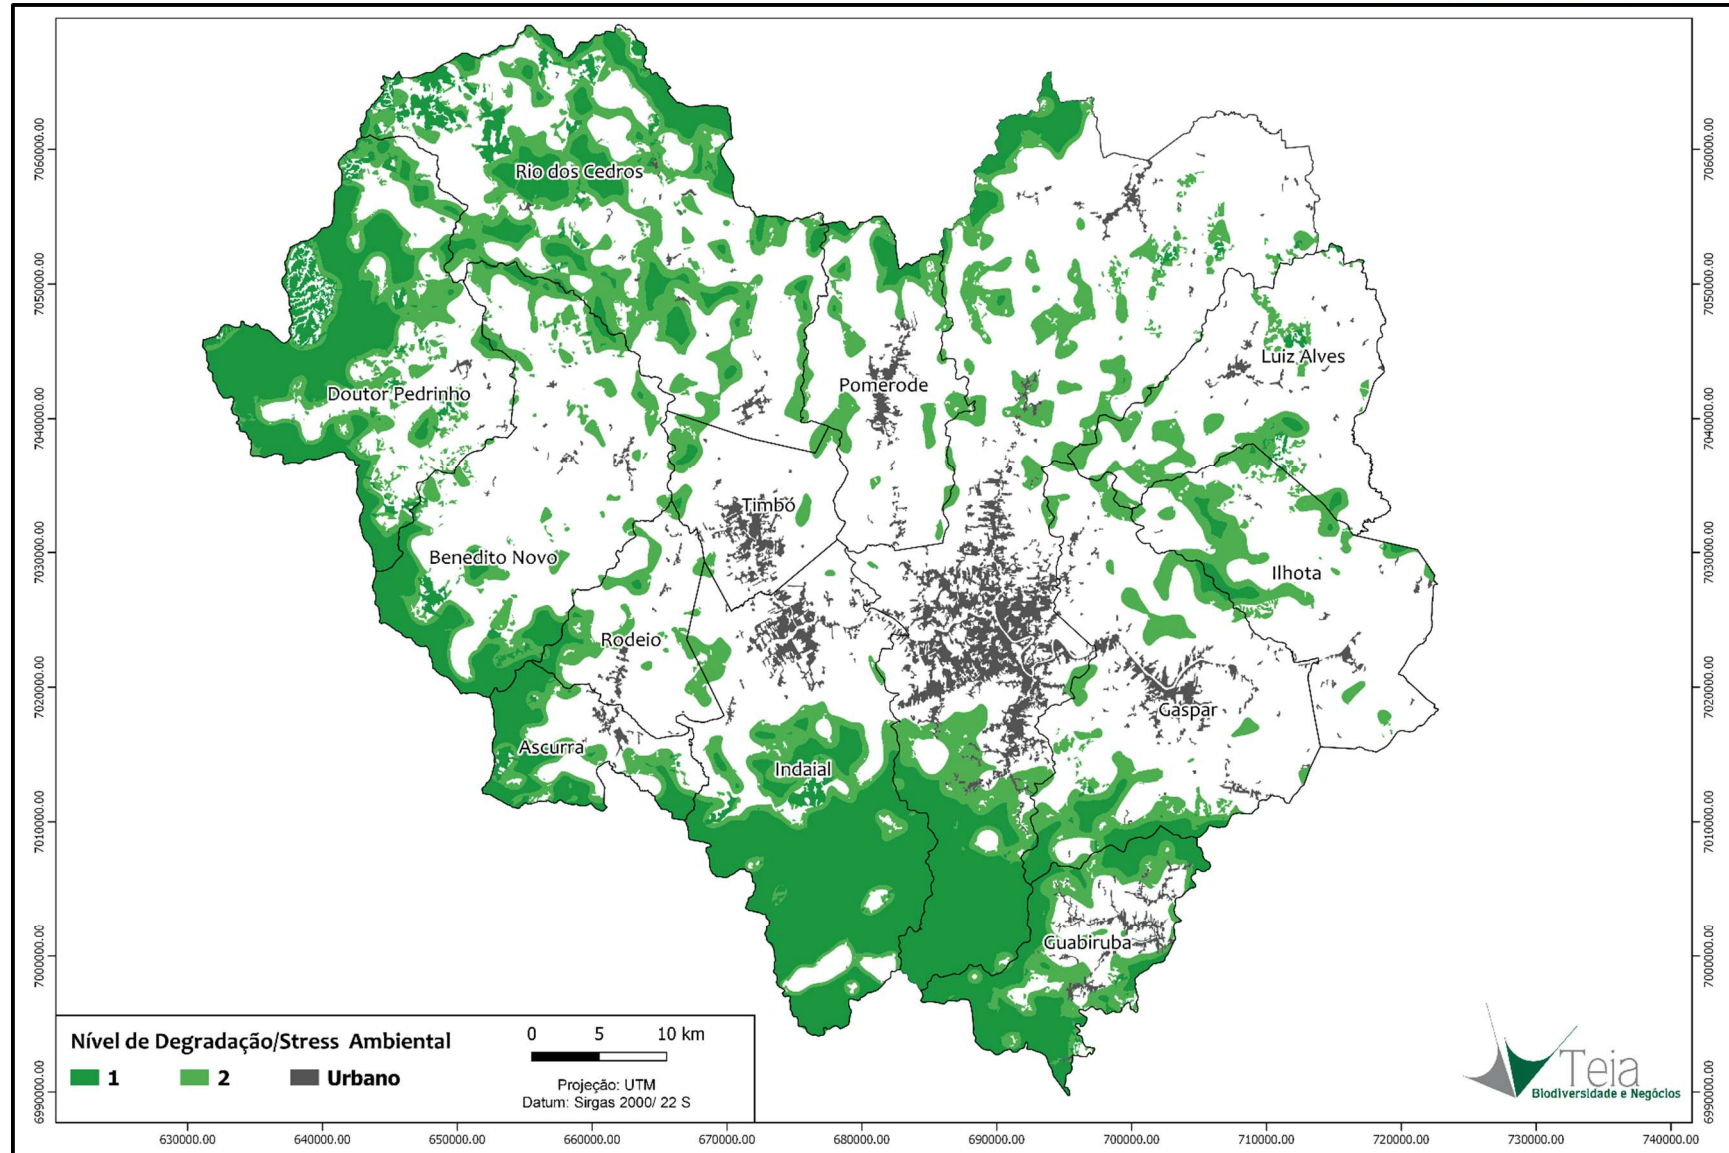 7060000.00
7050000.00
7040000.00
7030000.00
7020000.00
7010000.00
7000000.00
6990000.00
7060000.00
7050000.00
7040000.00
7030000.00
7020000.00
7010000.00
7000000.00
6990000.00
Rio dos Cedros
Luiz Alves
Pomerode
Doutor Pedrinho
Timbó
Benedito Novo
Ilhota
Rodeio
Gaspar
Ascurra
Indaial
Guabiruba
Nível de Degradação/Stress Ambiental
1 2 Urbano
0 5 10 km
Projeção: UTM
Datum: Sirgas 2000/ 22 S
Teia
Biodiversidade e Negócios
630000.00 640000.00 650000.00 660000.00 670000.00 680000.00 690000.00 700000.00 710000.00 720000.00 730000.00 740000.00